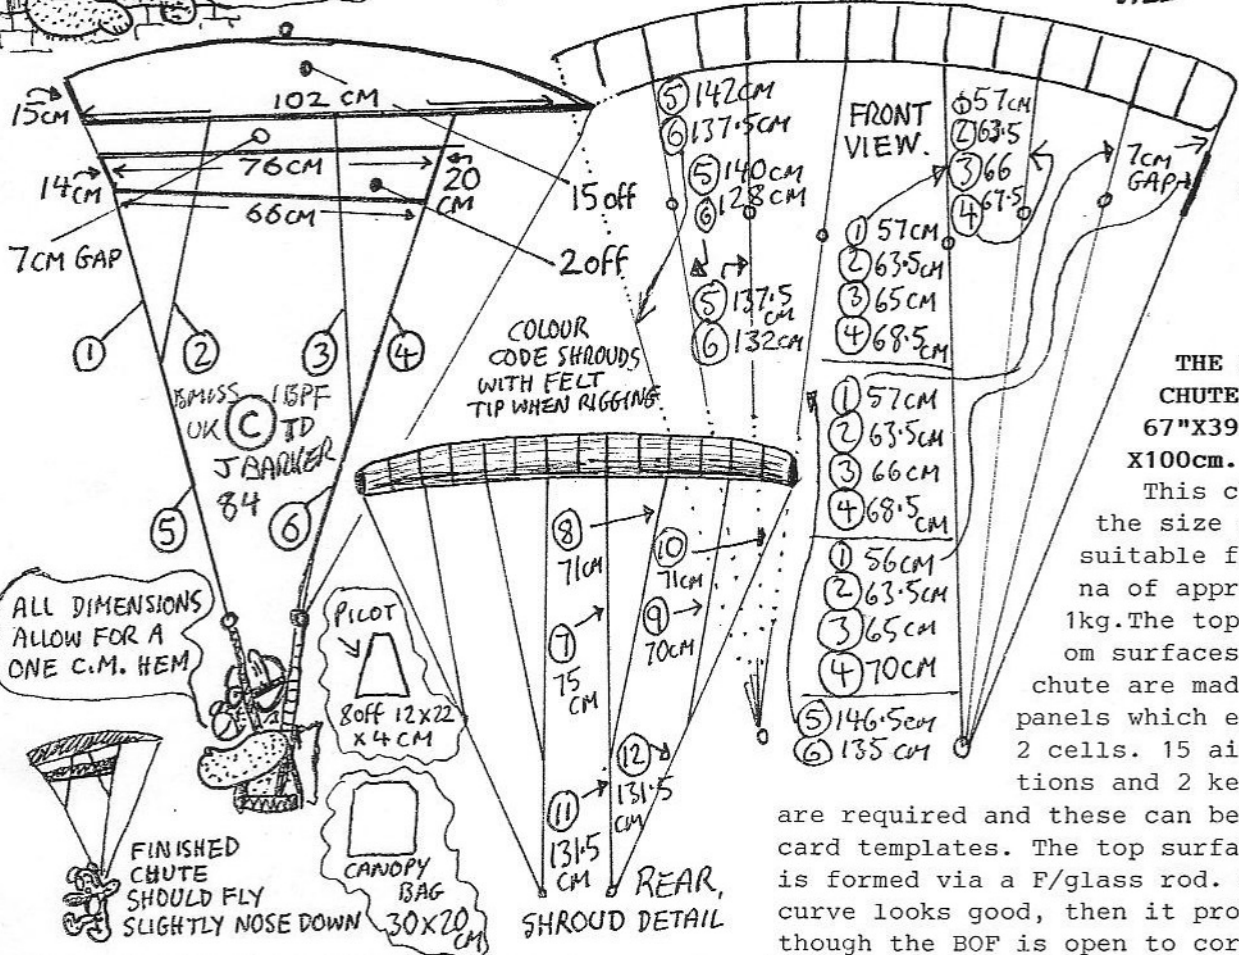 15CM
102 CM
76CM
14CM
20
CM
66CM
7CM GAP
15 off
2 off
①
②
③
④
BMUSS
UK
©
IBPF
TD
J BARKER
84
⑤
⑥
ALL DIMENSIONS
ALLOW FOR A
ONE C.M. HEM
FINISHED
CHUTE
SHOULD FLY
SLIGHTLY NOSE DOWN
PILOT
8off 12X22
X 4 CM
CANOPY
BAG
30X20
CM
COLOUR
CODE SHROUDS
WITH FELT
TIP WHEN RIGGING
⑤ 142CM
⑥ 137.5CM
⑤ 140CM
⑥ 128CM
⑤ 137.5
CM
⑥ 132CM
FRONT
VIEW.
① 57CM
② 63.5
③ 66
④ 67.5
7CM
GAP
① 57CM
② 63.5CM
③ 65CM
④ 68.5CM
① 57CM
② 63.5CM
③ 66CM
④ 68.5CM
① 56CM
② 63.5CM
③ 65CM
④ 70CM
⑤ 146.5cm
⑥ 135 CM
⑧
71CM
⑩
71CM
⑦
75
CM
⑨
70CM
⑪
131.5
CM
⑫
131.5
CM
REAR,
SHROUD DETAIL
THE
CHUTE
67"X39
X100cm.
This c
the size
suitable f
na of appr
1kg.The top
om surfaces
chute are mad
panels which e
2 cells. 15 ai
tions and 2 ke
are required and these can be
card templates. The top surfa
is formed via a F/glass rod.
curve looks good, then it pro
though the BOF is open to cor